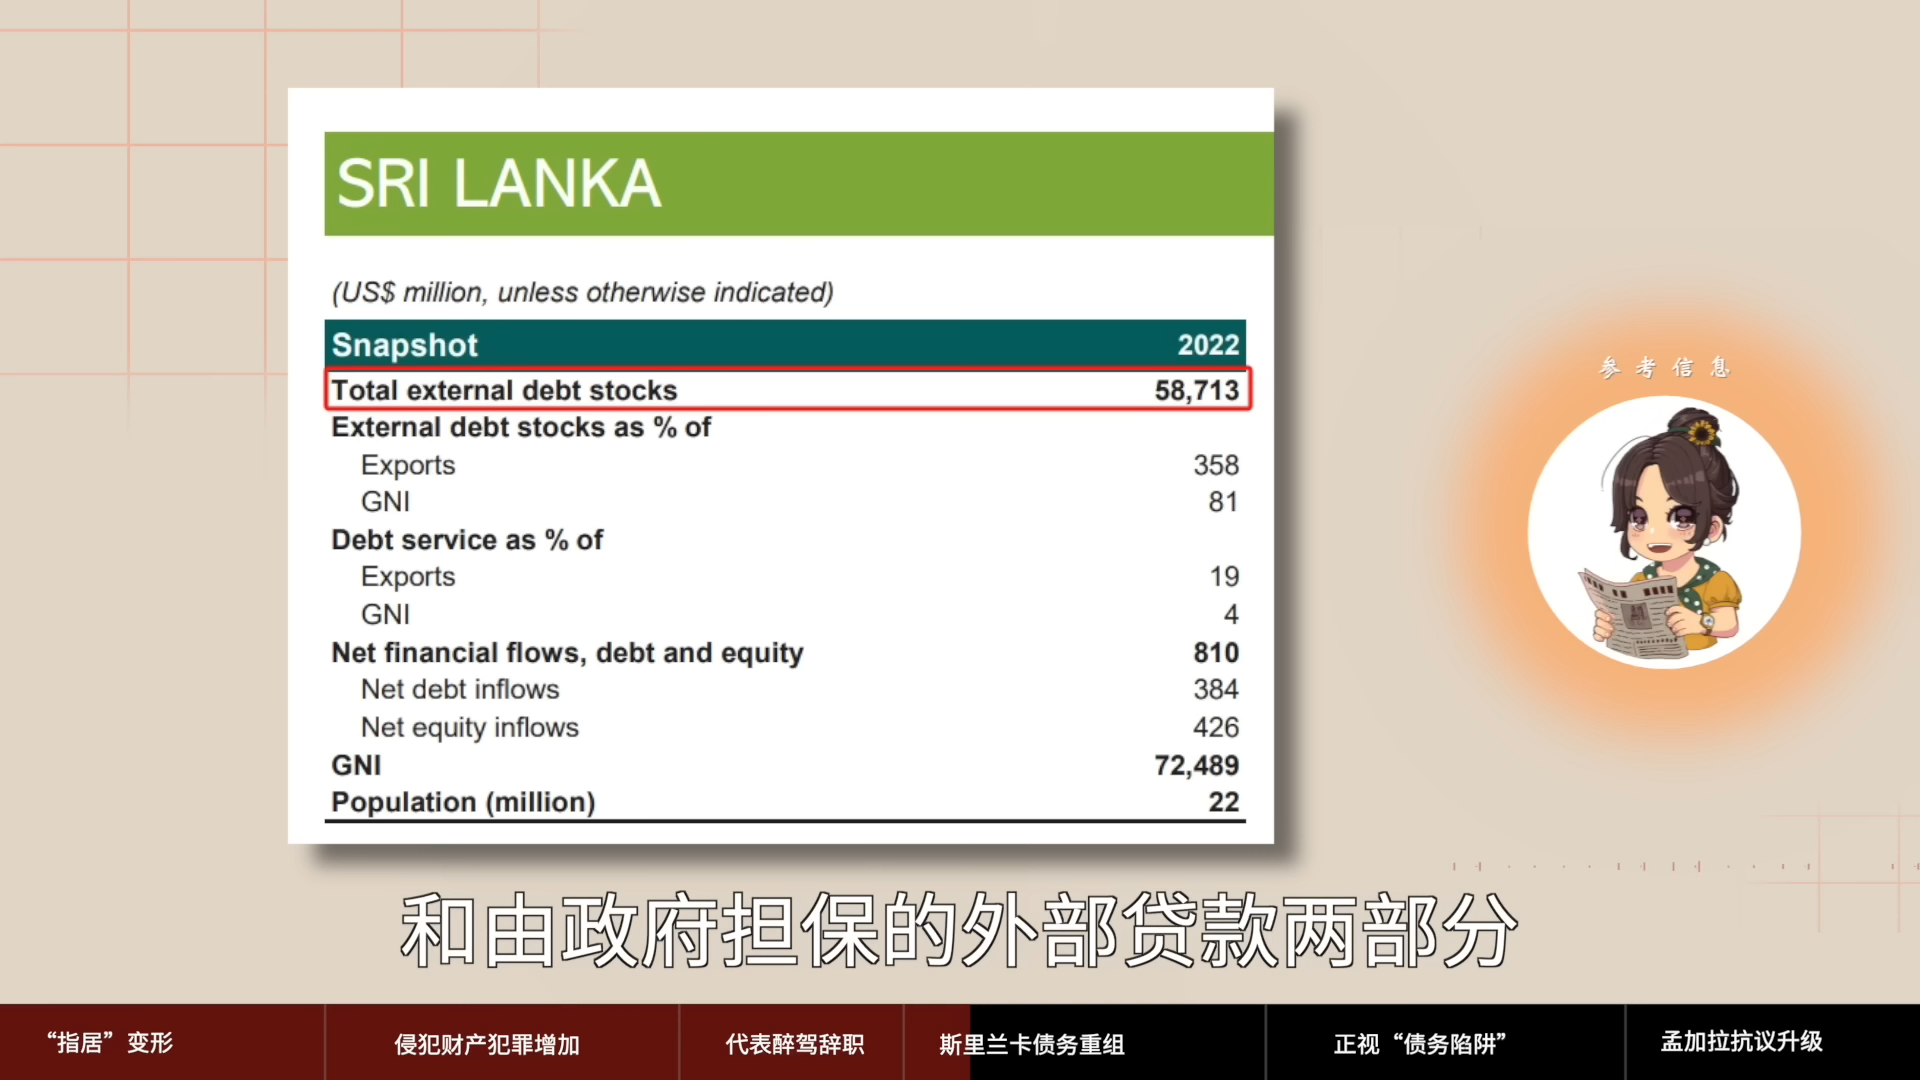 SRI LANKA
(US$ million, unless otherwise indicated)
Snapshot 2022
Total external debt stocks 58,713
External debt stocks as % of
Exports 358
GNI 81
Debt service as % of
Exports 19
GNI 4
Net financial flows, debt and equity 810
Net debt inflows 384
Net equity inflows 426
GNI 72,489
Population (million) 22
参考信息
和由政府担保的外部贷款两部分
“指居”变形
侵犯财产犯罪增加
代表醉驾辞职
斯里兰卡债务重组
正视“债务陷阱”
孟加拉抗议升级